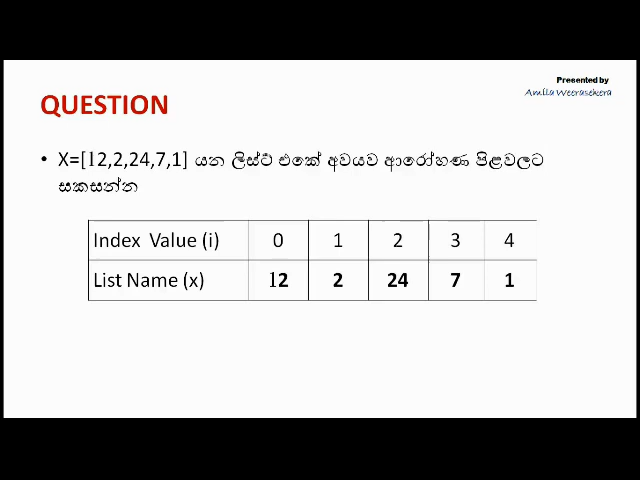 Presented by
Amila Weerasekera
QUESTION
• X=[12,2,24,7,1] යන ලිස්ට් එකේ අවයව ආරෝහණ පිළවලට
සකසන්න
Index Value (i) 0 1 2 3 4
List Name (x) 12 2 24 7 1